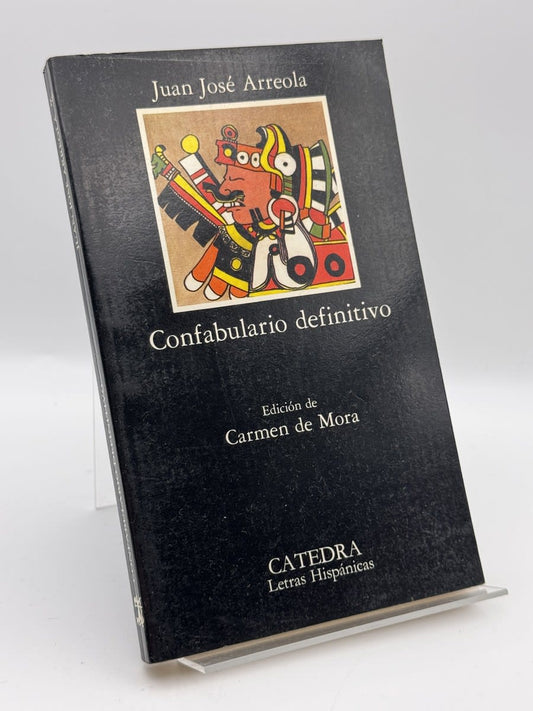 Juan José Arreola
Confabulario definitivo
Edición de
Carmen de Mora
CATEDRA
Letras Hispánicas